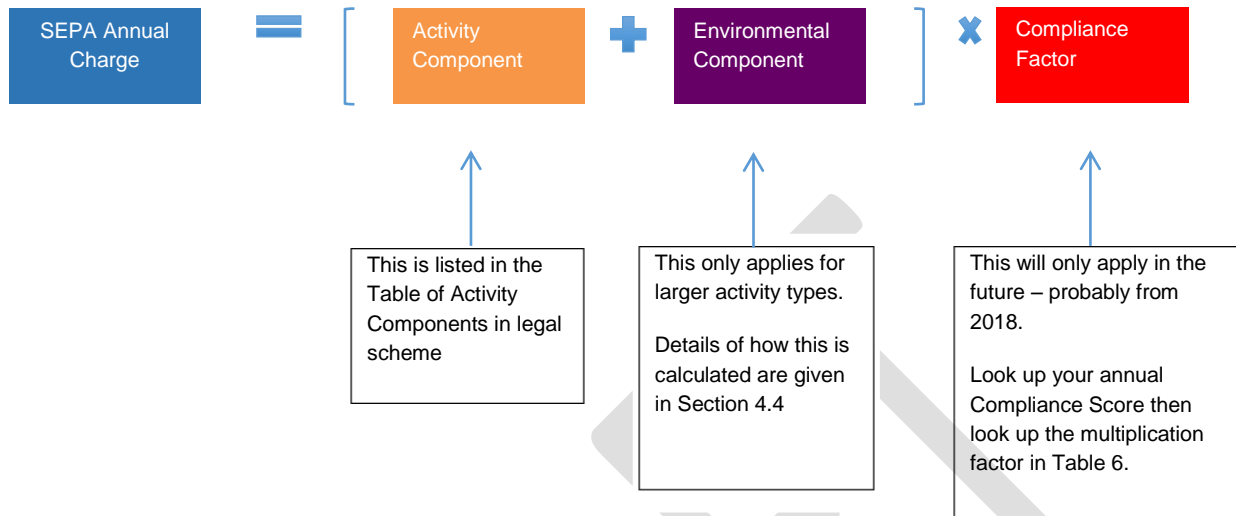 SEPA Annual
Charge
=
[
Activity
Component
+
Environmental
Component
]
×
Compliance
Factor
This is listed in the
Table of Activity
Components in legal
scheme
This only applies for
larger activity types.
Details of how this is
calculated are given
in Section 4.4
This will only apply in the
future – probably from
2018.
Look up your annual
Compliance Score then
look up the multiplication
factor in Table 6.